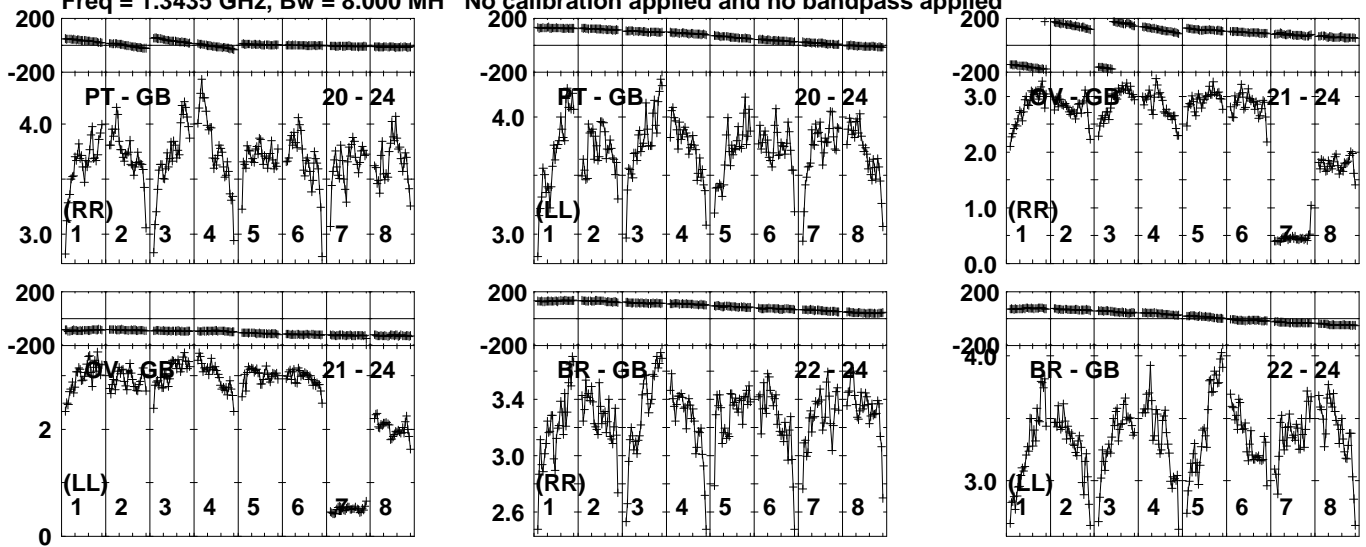 Freq = 1.3435 GHz, Bw = 8.000 MH No calibration applied and no bandpass applied
200
-200
PT - GB 20 - 24
4.0
(RR)
3.0
1 2 3 4 5 6 7 8
200
-200
PT - GB 20 - 24
4.0
(LL)
3.0
1 2 3 4 5 6 7 8
200
-200
3.0
OV - GB 21 - 24
2.0
1.0
(RR)
0.0
1 2 3 4 5 6 7 8
200
-200
OV - GB 21 - 24
2
(LL)
0
1 2 3 4 5 6 7 8
200
-200
BR - GB 22 - 24
3.4
3.0
(RR)
2.6
1 2 3 4 5 6 7 8
200
-200
4.0
BR - GB 22 - 24
3.0
(LL)
1 2 3 4 5 6 7 8